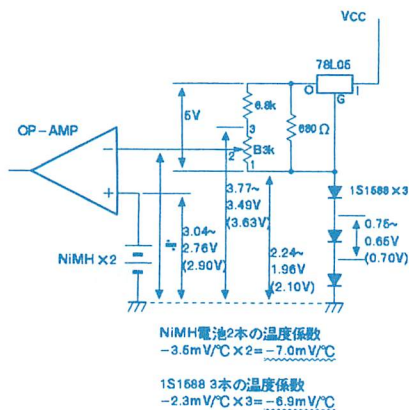 VCC
78L05
O
I
G
5V
6.8k
680Ω
3
2
B3k
1
OP-AMP
−
+
1S1588×3
3.77~
3.49V
(3.63V)
0.75~
0.65V
(0.70V)
3.04~
2.76V
(2.90V)
≒
2.24~
1.96V
(2.10V)
NiMH×2
NiMH電池2本の温度係数
−3.5mV/℃×2=−7.0mV/℃
1S1588 3本の温度係数
−2.3mV/℃×3=−6.9mV/℃